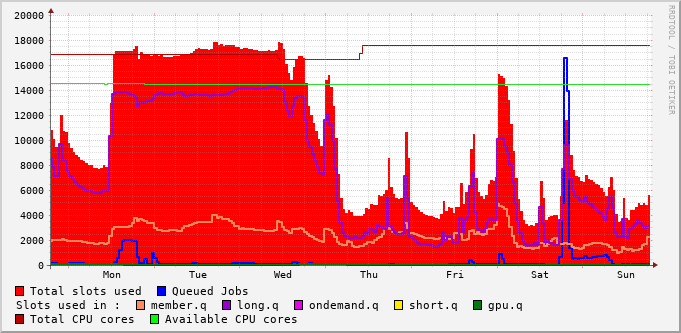 20000
18000
16000
14000
12000
10000
8000
6000
4000
2000
0
Mon Tue Wed Thu Fri Sat Sun
RRDTOOL / TOBI OETIKER
Total slots used Queued Jobs
Slots used in : member.q long.q ondemand.q short.q gpu.q
Total CPU cores Available CPU cores